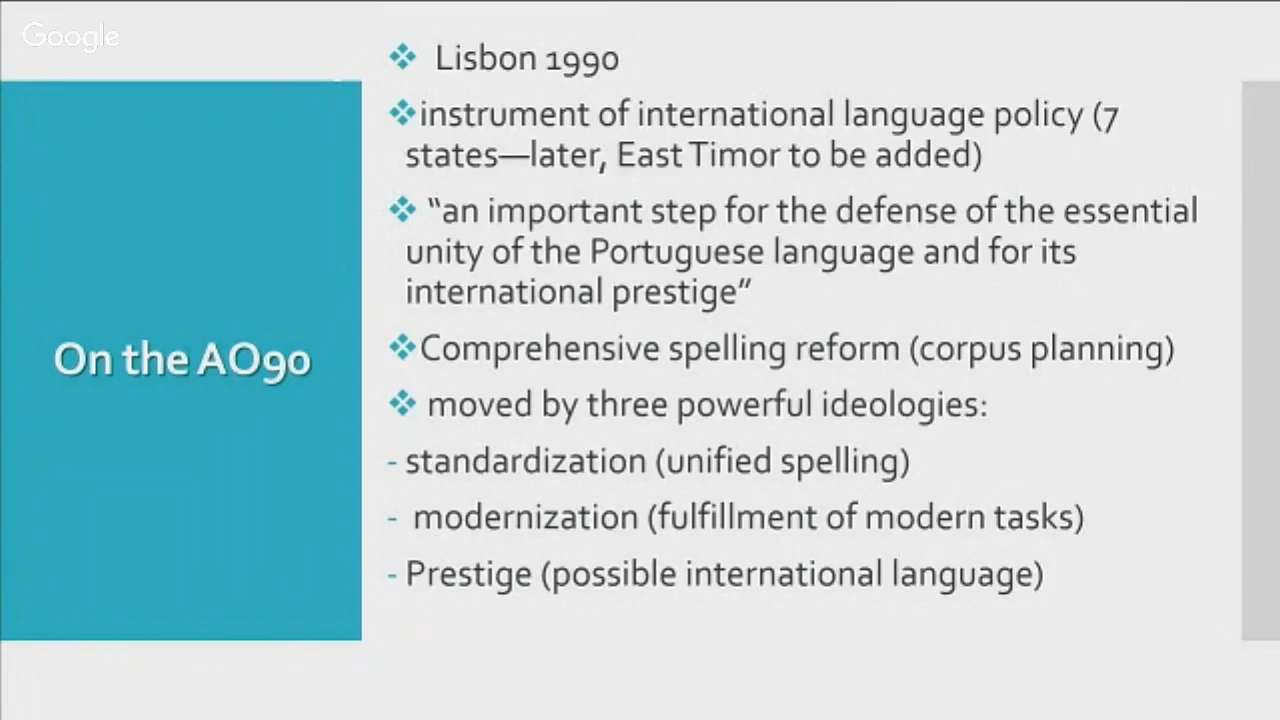 Google
Lisbon 1990
instrument of international language policy (7
states—later, East Timor to be added)
“an important step for the defense of the essential
unity of the Portuguese language and for its
international prestige”
On the AO90
Comprehensive spelling reform (corpus planning)
moved by three powerful ideologies:
- standardization (unified spelling)
- modernization (fulfillment of modern tasks)
- Prestige (possible international language)